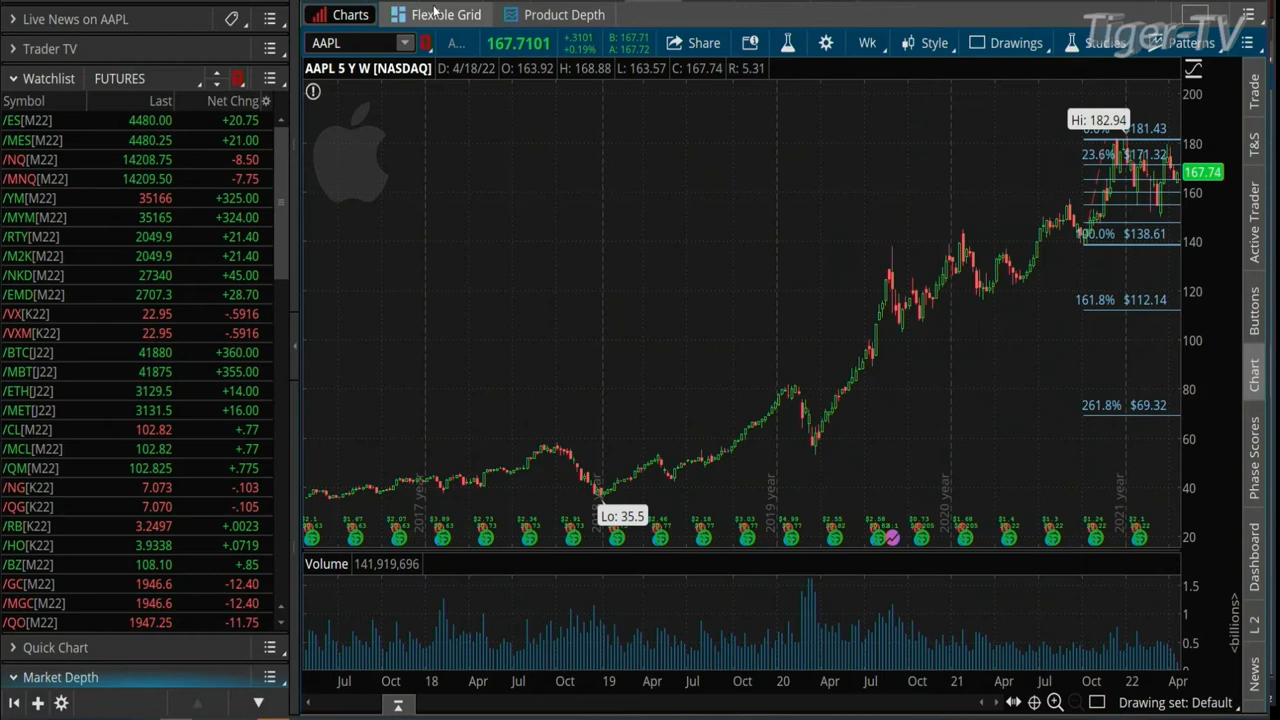 Live News on AAPL
Charts
Flexible Grid
Product Depth
Tiger-TV
Trader TV
AAPL
A...
167.7101
+.3101
+0.19%
B: 167.71
A: 167.72
Share
Wk
Style
Drawings
Studies
Patterns
Watchlist FUTURES
AAPL 5 Y W [NASDAQ] D: 4/18/22 O: 163.92 H: 168.88 L: 163.57 C: 167.74 R: 5.31
Symbol Last Net Chng
/ES[M22] 4480.00 +20.75
/MES[M22] 4480.25 +21.00
/NQ[M22] 14208.75 -8.50
/MNQ[M22] 14209.50 -7.75
/YM[M22] 35166 +325.00
/MYM[M22] 35165 +324.00
/RTY[M22] 2049.9 +21.40
/M2K[M22] 2049.9 +21.40
/NKD[M22] 27340 +45.00
/EMD[M22] 2707.3 +28.70
/VX[K22] 22.95 -.5916
/VXM[K22] 22.95 -.5916
/BTC[J22] 41880 +360.00
/MBT[J22] 41875 +355.00
/ETH[J22] 3129.5 +14.00
/MET[J22] 3131.5 +16.00
/CL[M22] 102.82 +.77
/MCL[M22] 102.82 +.77
/QM[M22] 102.825 +.775
/NG[K22] 7.073 -.103
/QG[K22] 7.070 -.105
/RB[K22] 3.2497 +.0023
/HO[K22] 3.9338 +.0719
/BZ[M22] 108.10 +.85
/GC[M22] 1946.6 -12.40
/MGC[M22] 1946.6 -12.40
/QO[M22] 1947.25 -11.75
Quick Chart
Market Depth
Hi: 182.94
0.0% $181.43
23.6% $171.32
100.0% $138.61
161.8% $112.14
261.8% $69.32
Lo: 35.5
200
180
167.74
160
140
120
100
80
60
40
20
2017 year
2018 year
2019 year
2020 year
2021 year
Volume 141,919,696
1.5
1
0.5
<billions>
Jul Oct 18 Apr Jul Oct 19 Apr Jul Oct 20 Apr Jul Oct 21 Apr Jul Oct 22 Apr
Drawing set: Default
Trade
T&S
Active Trader
Buttons
Chart
Phase Scores
Dashboard
L 2
News